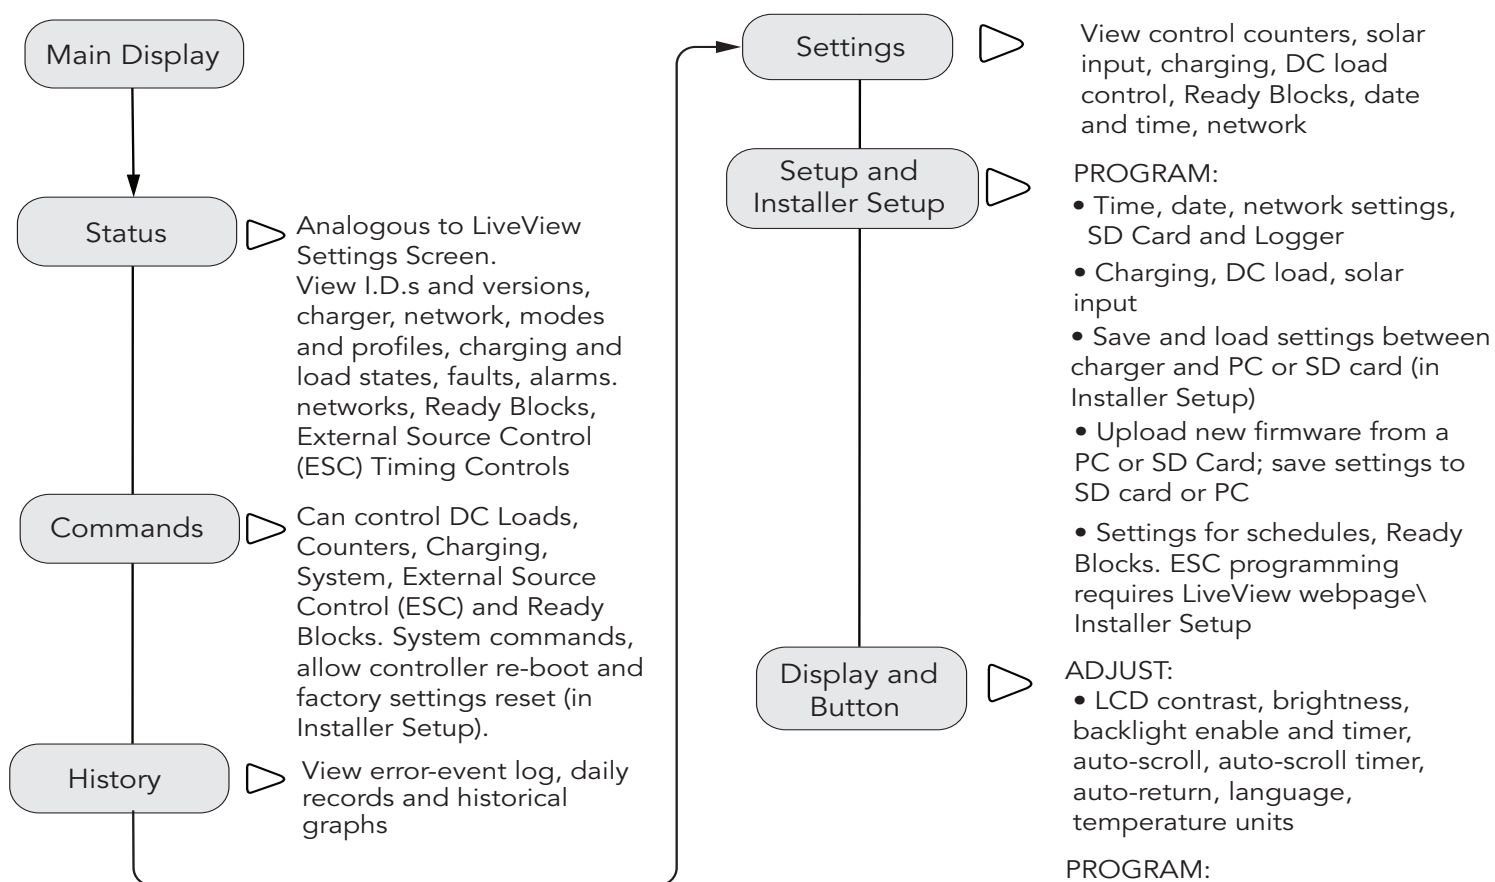 Main Display
Status
Analogous to LiveView
Settings Screen.
View I.D.s and versions,
charger, network, modes
and profiles, charging and
load states, faults, alarms.
networks, Ready Blocks,
External Source Control
(ESC) Timing Controls
Commands
Can control DC Loads,
Counters, Charging,
System, External Source
Control (ESC) and Ready
Blocks. System commands,
allow controller re-boot and
factory settings reset (in
Installer Setup).
History
View error-event log, daily
records and historical
graphs
Settings
View control counters, solar
input, charging, DC load
control, Ready Blocks, date
and time, network
Setup and
Installer Setup
PROGRAM:
• Time, date, network settings,
SD Card and Logger
• Charging, DC load, solar
input
• Save and load settings between
charger and PC or SD card (in
Installer Setup)
• Upload new firmware from a
PC or SD Card; save settings to
SD card or PC
• Settings for schedules, Ready
Blocks. ESC programming
requires LiveView webpage\
Installer Setup
Display and
Button
ADJUST:
• LCD contrast, brightness,
backlight enable and timer,
auto-scroll, auto-scroll timer,
auto-return, language,
temperature units
PROGRAM: